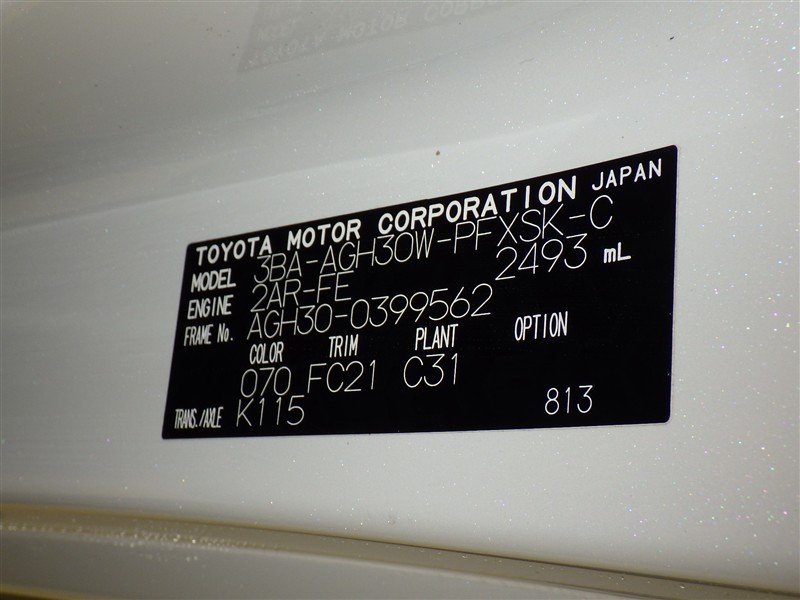 TOYOTA MOTOR CORPORATION JAPAN
MODEL 3BA-AGH30W-PFXSK-C
ENGINE 2AR-FE 2493 mL
FRAME No. AGH30-0399562
COLOR TRIM PLANT OPTION
070 FC21 C31
TRANS./AXLE K115 813